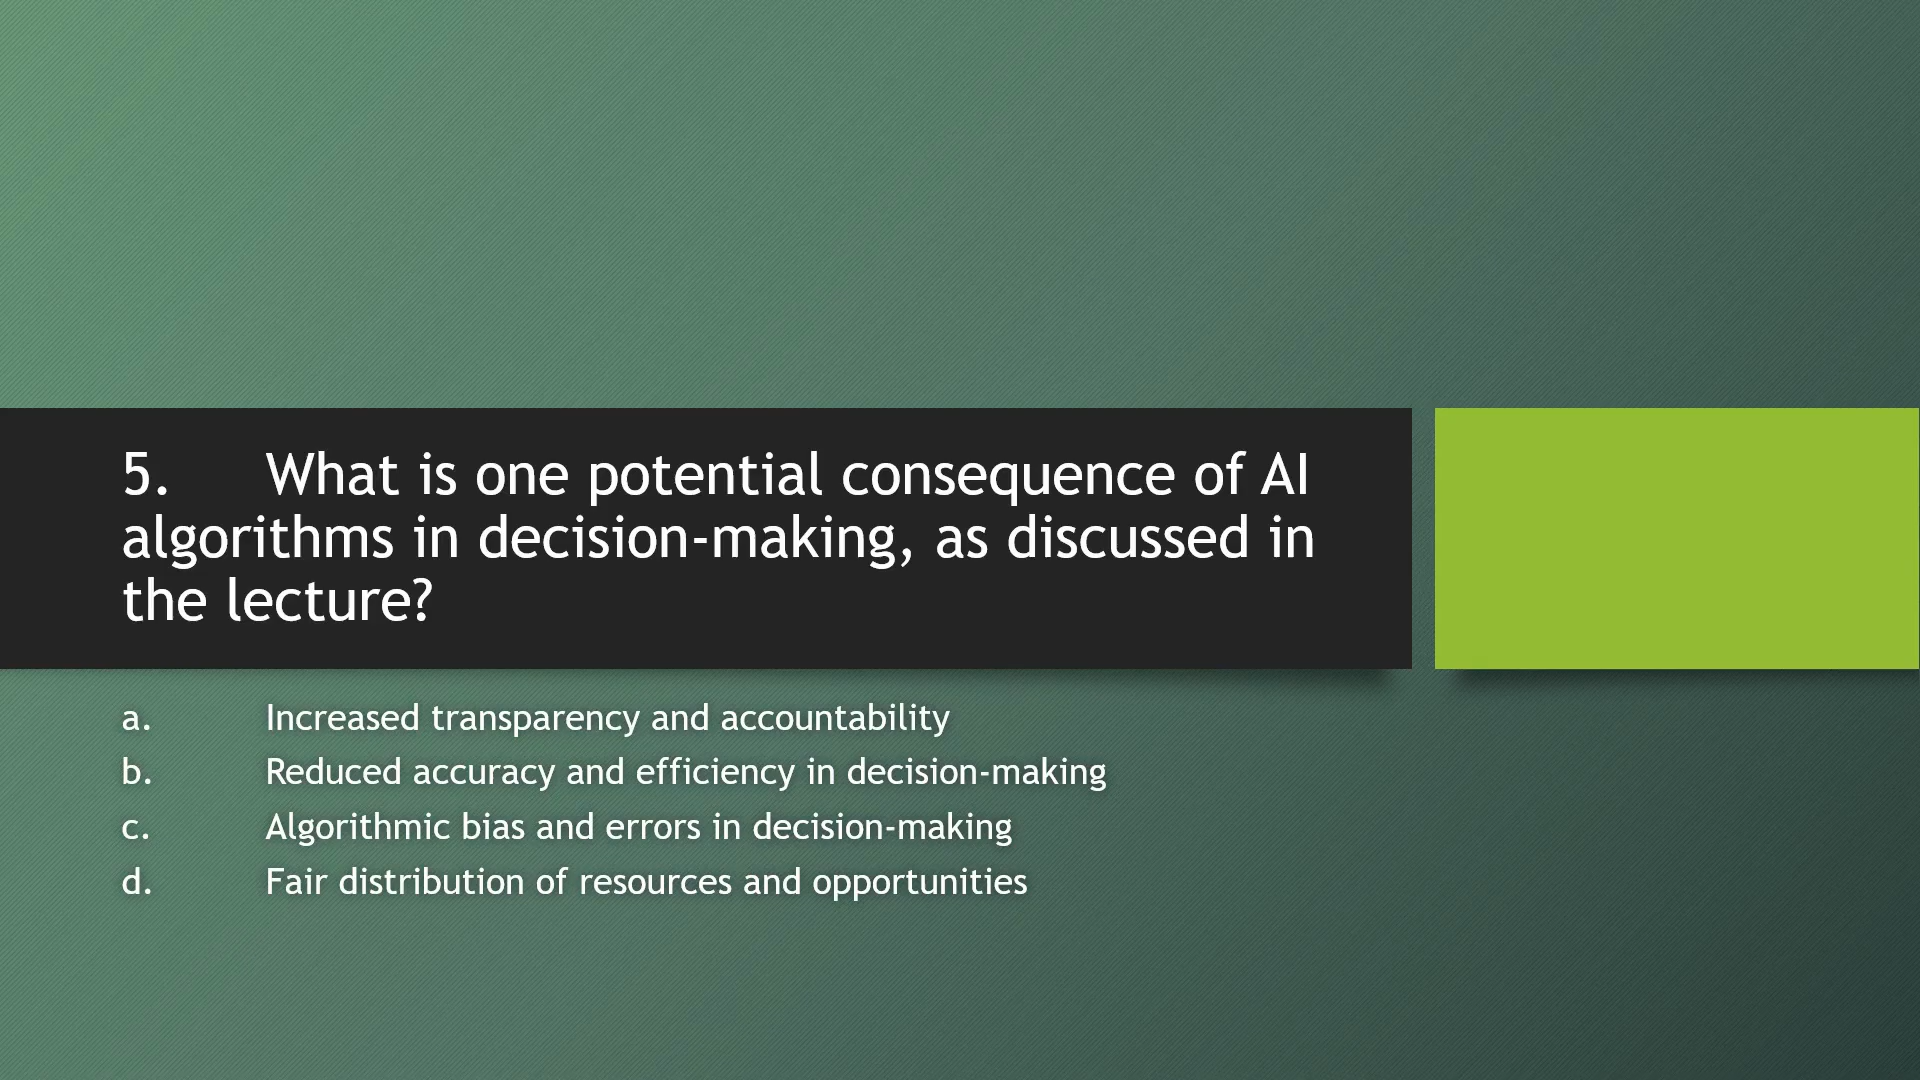 5. What is one potential consequence of AI
algorithms in decision-making, as discussed in
the lecture?
a. Increased transparency and accountability
b. Reduced accuracy and efficiency in decision-making
c. Algorithmic bias and errors in decision-making
d. Fair distribution of resources and opportunities